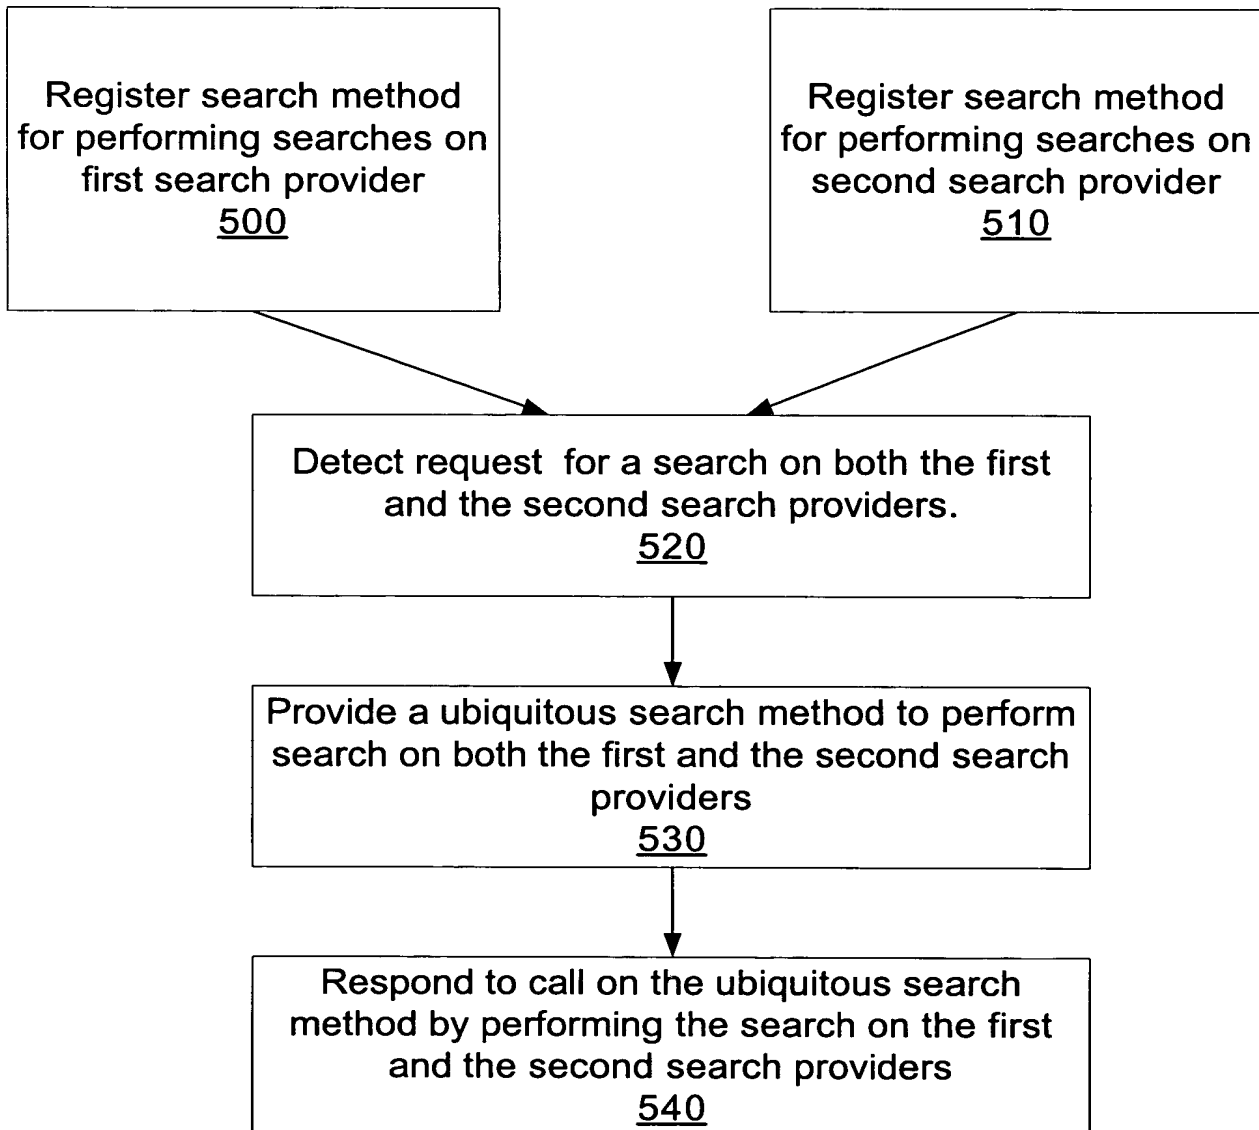 Register search method
for performing searches on
first search provider
500
Register search method
for performing searches on
second search provider
510
Detect request for a search on both the first
and the second search providers.
520
Provide a ubiquitous search method to perform
search on both the first and the second search
providers
530
Respond to call on the ubiquitous search
method by performing the search on the first
and the second search providers
540